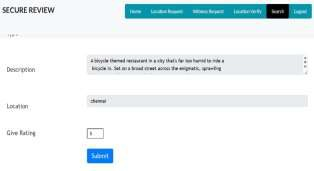 SECURE REVIEW
Home Location Request Witness Request Location Verify Search Logout
Description
A bicycle themed restaurant in a city that's far too horrid to ride a
bicycle in. Set on a broad street across the enigmatic, sprawling
Location
chennai
Give Rating
Submit